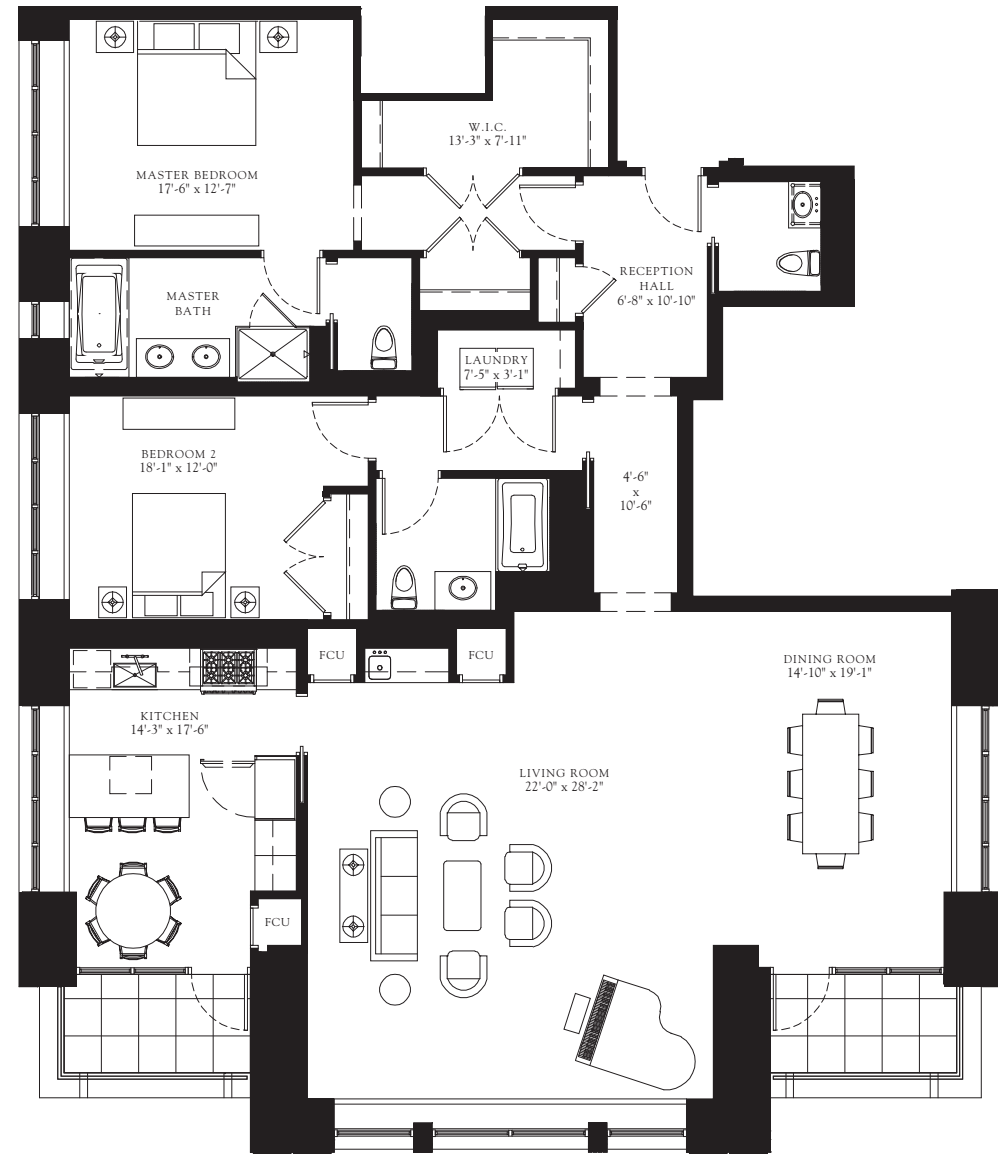 W.I.C.
13'-3" x 7'-11"
MASTER BEDROOM
17'-6" x 12'-7"
RECEPTION
HALL
6'-8" x 10'-10"
MASTER
BATH
LAUNDRY
7'-5" x 3'-1"
BEDROOM 2
18'-1" x 12'-0"
4'-6"
x
10'-6"
FCU
FCU
DINING ROOM
14'-10" x 19'-1"
KITCHEN
14'-3" x 17'-6"
LIVING ROOM
22'-0" x 28'-2"
FCU